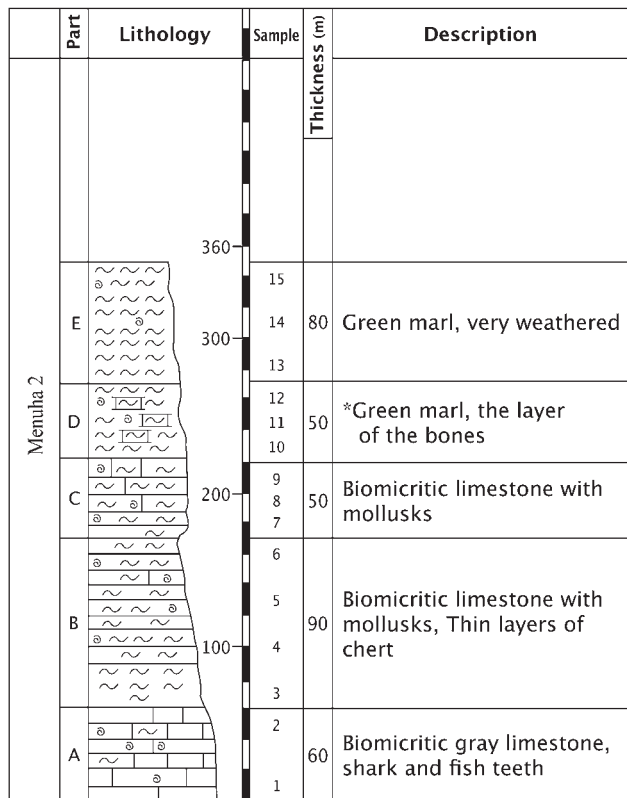 Part
Lithology
Sample
Thickness (m)
Description
Menuha 2
360
300
200
100
E
15
14
13
80
Green marl, very weathered
D
12
11
10
50
*Green marl, the layer
of the bones
C
9
8
7
50
Biomicritic limestone with
mollusks
B
6
5
4
3
90
Biomicritic limestone with
mollusks, Thin layers of
chert
A
2
1
60
Biomicritic gray limestone,
shark and fish teeth